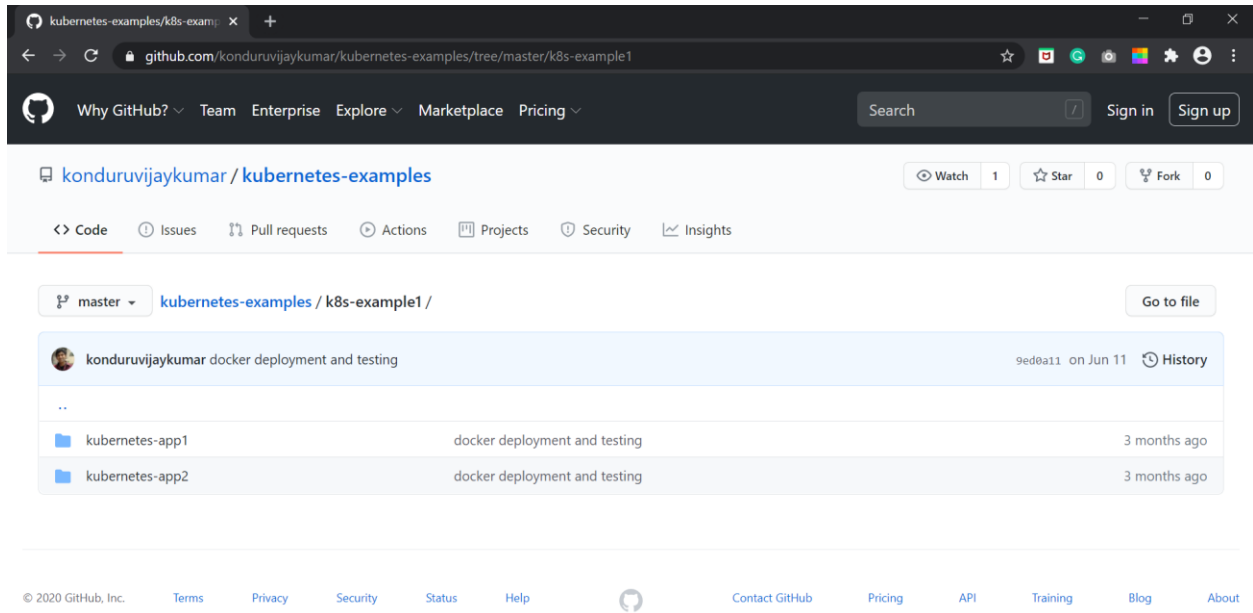 kubernetes-examples/k8s-examp
github.com/konduruvijaykumar/kubernetes-examples/tree/master/k8s-example1
Why GitHub? Team Enterprise Explore Marketplace Pricing Search / Sign in Sign up
konduruvijaykumar / kubernetes-examples Watch 1 Star 0 Fork 0
<> Code Issues Pull requests Actions Projects Security Insights
master kubernetes-examples / k8s-example1 / Go to file
konduruvijaykumar docker deployment and testing 9ed0a11 on Jun 11 History
..
kubernetes-app1 docker deployment and testing 3 months ago
kubernetes-app2 docker deployment and testing 3 months ago
© 2020 GitHub, Inc. Terms Privacy Security Status Help Contact GitHub Pricing API Training Blog About